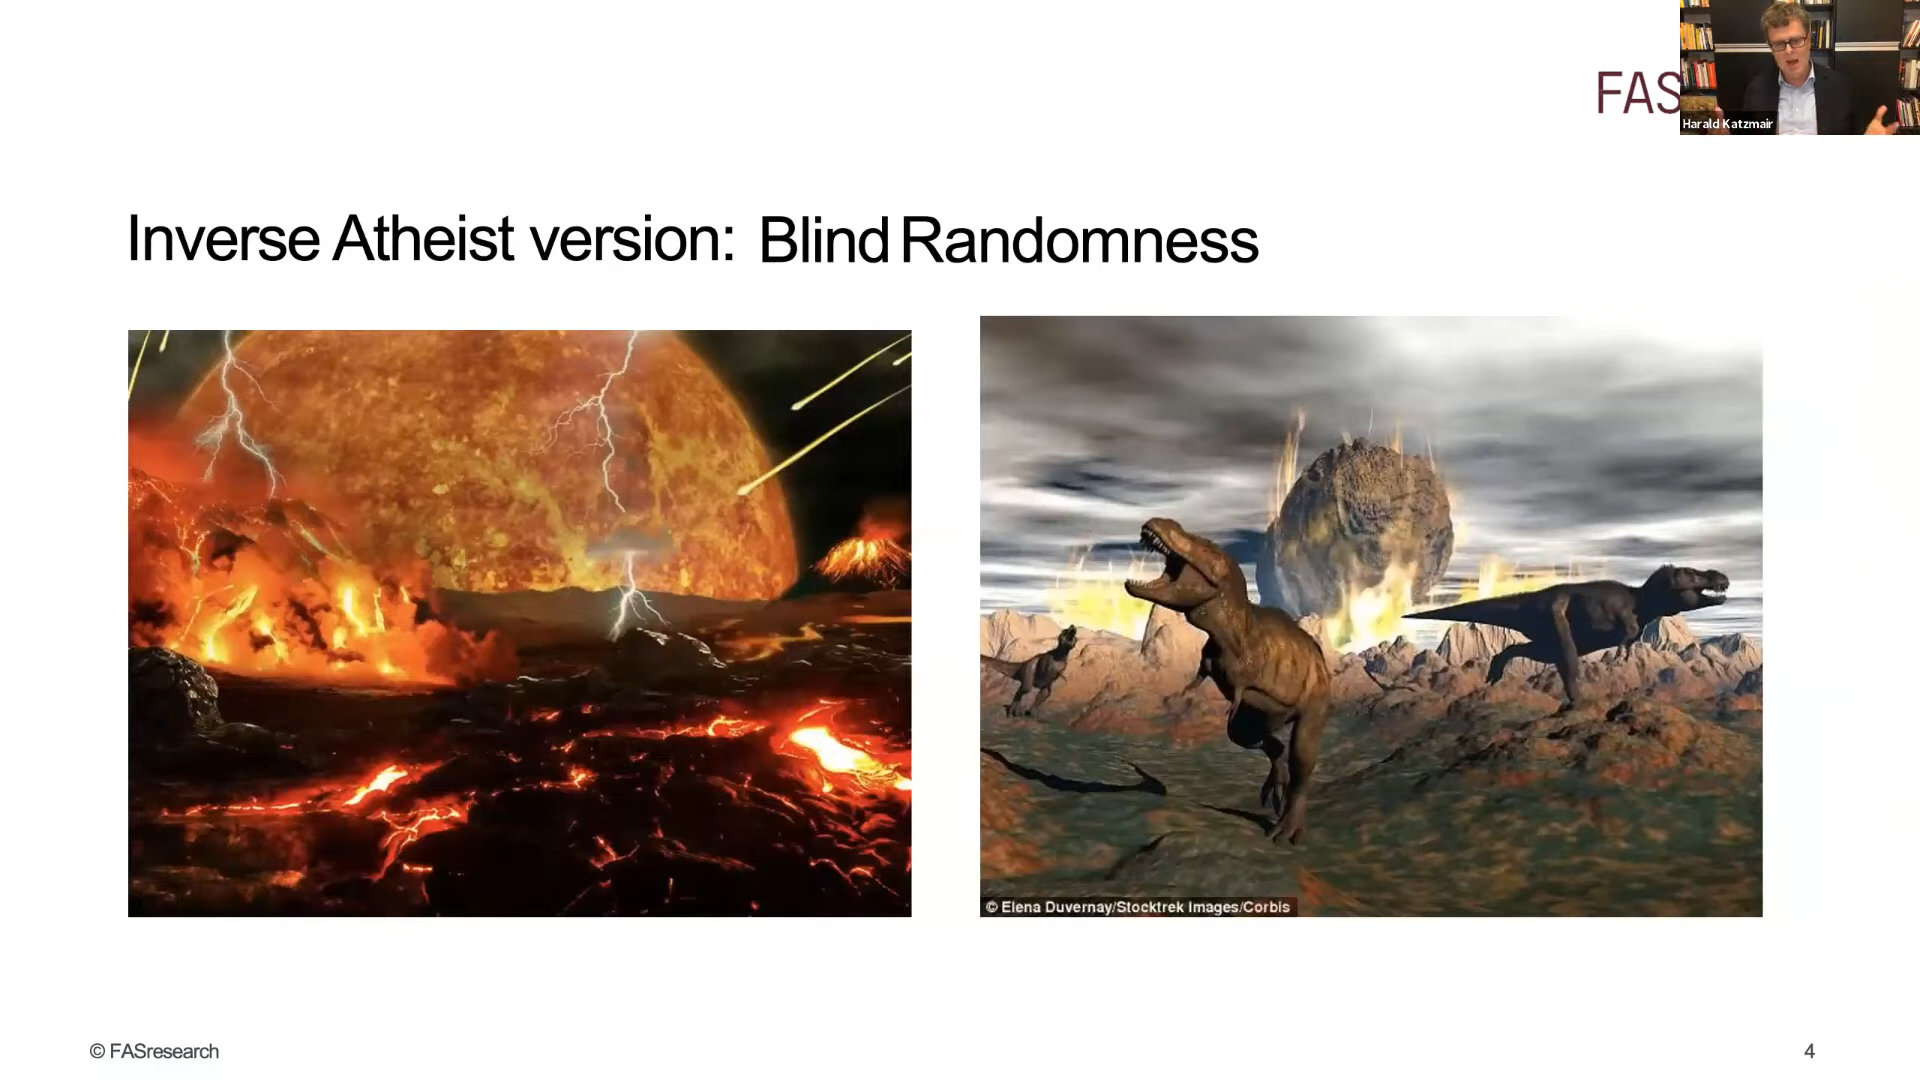 FAS
Harald Katzmair
Inverse Atheist version: Blind Randomness
© Elena Duvernay/Stocktrek Images/Corbis
© FASresearch
4